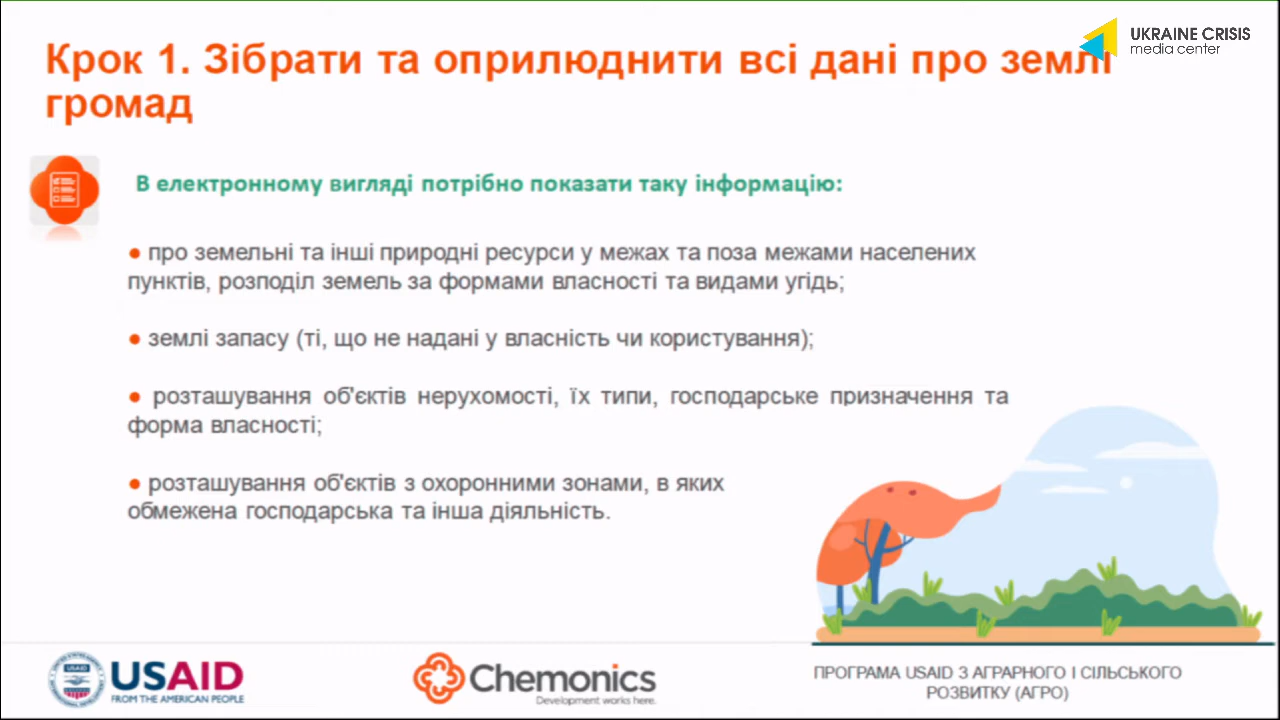 UKRAINE CRISIS
media center
Крок 1. Зібрати та оприлюднити всі дані про землі
громад
В електронному вигляді потрібно показати таку інформацію:
● про земельні та інші природні ресурси у межах та поза межами населених
пунктів, розподіл земель за формами власності та видами угідь;
● землі запасу (ті, що не надані у власність чи користування);
● розташування об'єктів нерухомості, їх типи, господарське призначення та
форма власності;
● розташування об'єктів з охоронними зонами, в яких
обмежена господарська та інша діяльність.
USAID
USAID
FROM THE AMERICAN PEOPLE
Chemonics
Development works here.
ПРОГРАМА USAID З АГРАРНОГО І СІЛЬСЬКОГО
РОЗВИТКУ (АГРО)